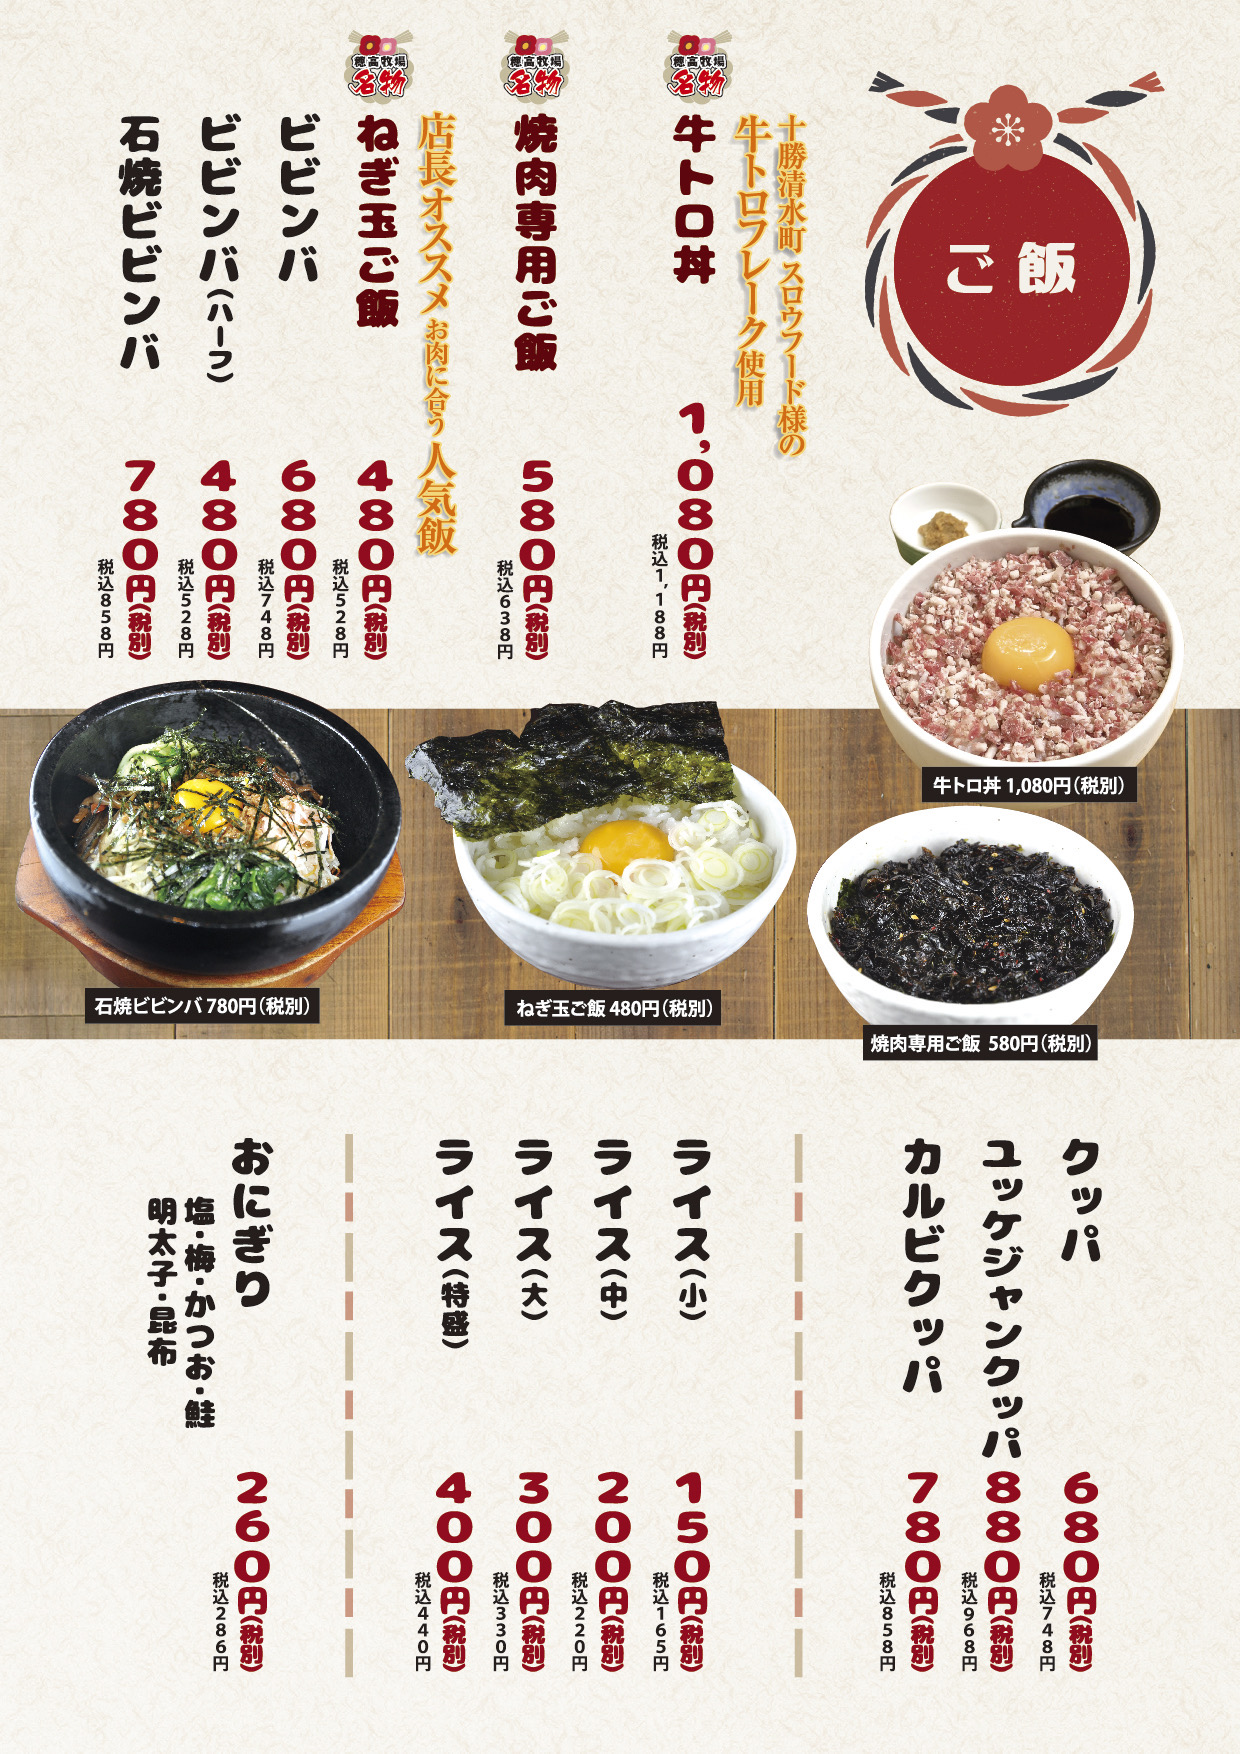 ご飯
十勝清水町 スロウフード様の
牛トロフレーク使用
穂高牧場
名物
牛トロ丼
1,080円(税別)
税込1,188円
穂高牧場
名物
焼肉専用ご飯
580円(税別)
税込638円
店長オススメ お肉に合う 人気飯
穂高牧場
名物
ねぎ玉ご飯
480円(税別)
税込528円
ビビンバ
680円(税別)
税込748円
ビビンバ(ハーフ)
480円(税別)
税込528円
石焼ビビンバ
780円(税別)
税込858円
牛トロ丼 1,080円(税別)
焼肉専用ご飯 580円(税別)
ねぎ玉ご飯 480円(税別)
石焼ビビンバ 780円(税別)
クッパ
680円(税別)
税込748円
ユッケジャンクッパ
880円(税別)
税込968円
カルビクッパ
780円(税別)
税込858円
ライス(小)
150円(税別)
税込165円
ライス(中)
200円(税別)
税込220円
ライス(大)
300円(税別)
税込330円
ライス(特盛)
400円(税別)
税込440円
おにぎり
塩・梅・かつお・鮭
明太子・昆布
260円(税別)
税込286円